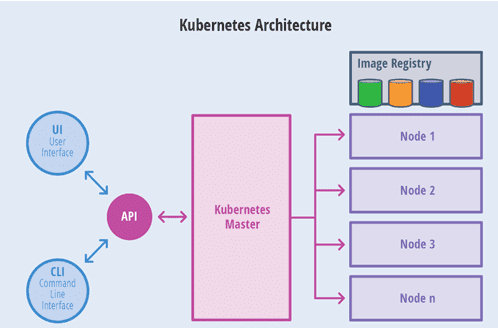 Kubernetes Architecture
Image Registry
UI
User
Interface
API
CLI
Command
Line
Interface
Kubernetes
Master
Node 1
Node 2
Node 3
Node n